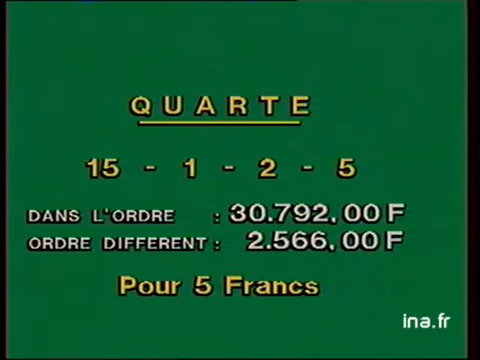 QUARTE
15 - 1 - 2 - 5
DANS L'ORDRE : 30.792,00 F
ORDRE DIFFERENT : 2.566,00 F
Pour 5 Francs
ina.fr